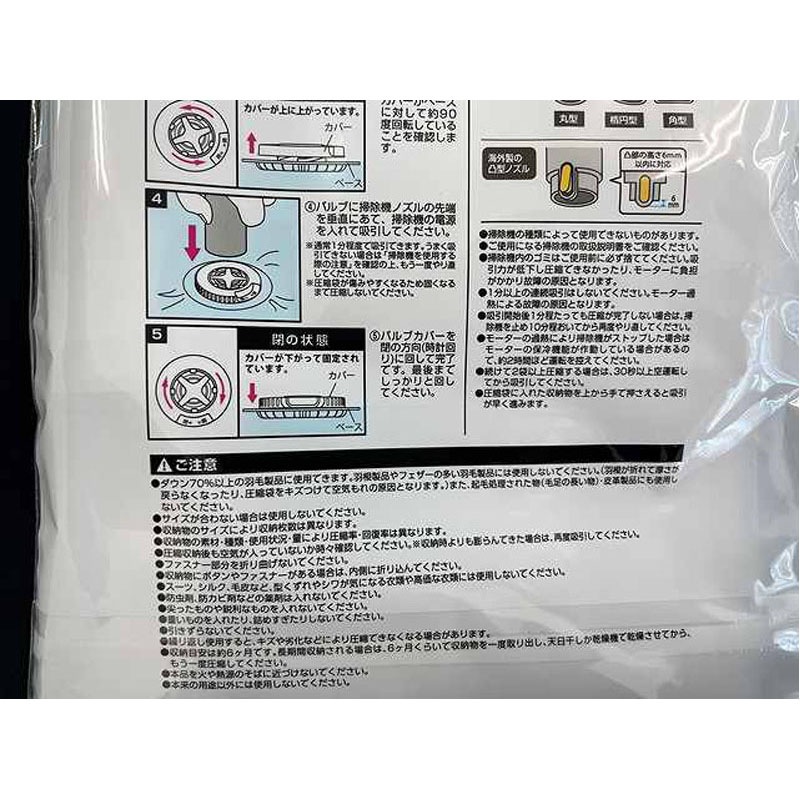 カバーが上に上がっています。
カバー
ベース
カバーがベース
に対して約90
度回転している
ことを確認しま
す。
4
④バルブに掃除機ノズルの先端
を垂直にあて、掃除機の電源
を入れて吸引してください。
※通常1分程度で吸引できます。うまく吸
引できない場合は「掃除機を使用する
際の注意」を確認の上、もう一度やり直
してください。
※圧縮袋が傷みやすくなるため固くなる
まで圧縮しないでください。
5
閉の状態
カバーが下がって固定され
ています。
カバー
ベース
⑤バルブカバーを
閉の方向(時計回
り)に回して完了
です。最後まで
しっかりと回し
てください。
丸型
楕円型
角型
海外製の
凸型ノズル
凸部の高さ6mm
以内に対応
6
mm
●掃除機の種類によって使用できないものがあります。
●ご使用になる掃除機の取扱説明書をご確認ください。
●掃除機内のゴミはご使用前に必ず捨ててください。吸
引力が低下し圧縮できなかったり、モーターに負担
がかかり故障の原因となります。
●1分以上の連続吸引はしないでください。モーター過
熱による故障の原因となります。
●吸引開始後1分程たっても圧縮が完了しない場合は、掃
除機を止め10分程おいてから再度やり直してください。
●モーターの過熱により掃除機がストップした場合は
モーターの保冷機能が作動している場合があるの
で、約2時間ほど運転を控えてください。
●続けて2袋以上圧縮する場合は、30秒以上空運転し
てから吸引してください。
●圧縮袋に入れた収納物を上から手で押さえると吸引
が早く進みます。
ご注意
●ダウン70%以上の羽毛製品に使用できます。羽根製品やフェザーの多い羽毛製品には使用しないでください。(羽根が折れて厚さが
戻らなくなったり、圧縮袋をキズつけて空気もれの原因となります。)また、起毛処理された物(毛足の長い物)・皮革製品にも使用し
ないでください。
●サイズが合わない場合は使用しないでください。
●収納物のサイズにより収納枚数は異なります。
●収納物の素材・種類・使用状況・量により圧縮率・回復率は異なります。
●圧縮収納後も空気が入っていないか時々確認してください。※収納時よりも膨らんできた場合は、再度吸引してください。
●ファスナー部分を折り曲げないでください。
●収納物にボタンやファスナーがある場合は、内側に折り込んでください。
●スーツ、シルク、毛皮など、型くずれやシワが気になる衣類や高価な衣類には使用しないでください。
●防虫剤、防カビ剤などの薬剤は入れないでください。
●尖ったものや鋭利なものを入れないでください。
●重いものを入れたり、詰めすぎたりしないでください。
●引きずらないでください。
●繰り返し使用すると、キズや劣化などにより圧縮できなくなる場合があります。
●収納目安は約6ヶ月です。長期間収納される場合は、6ヶ月くらいで収納物を一度取り出し、天日干しか乾燥機で乾燥させてから、
もう一度圧縮してください。
●本品を火や熱源のそばに近づけないでください。
●本来の用途以外には使用しないでください。